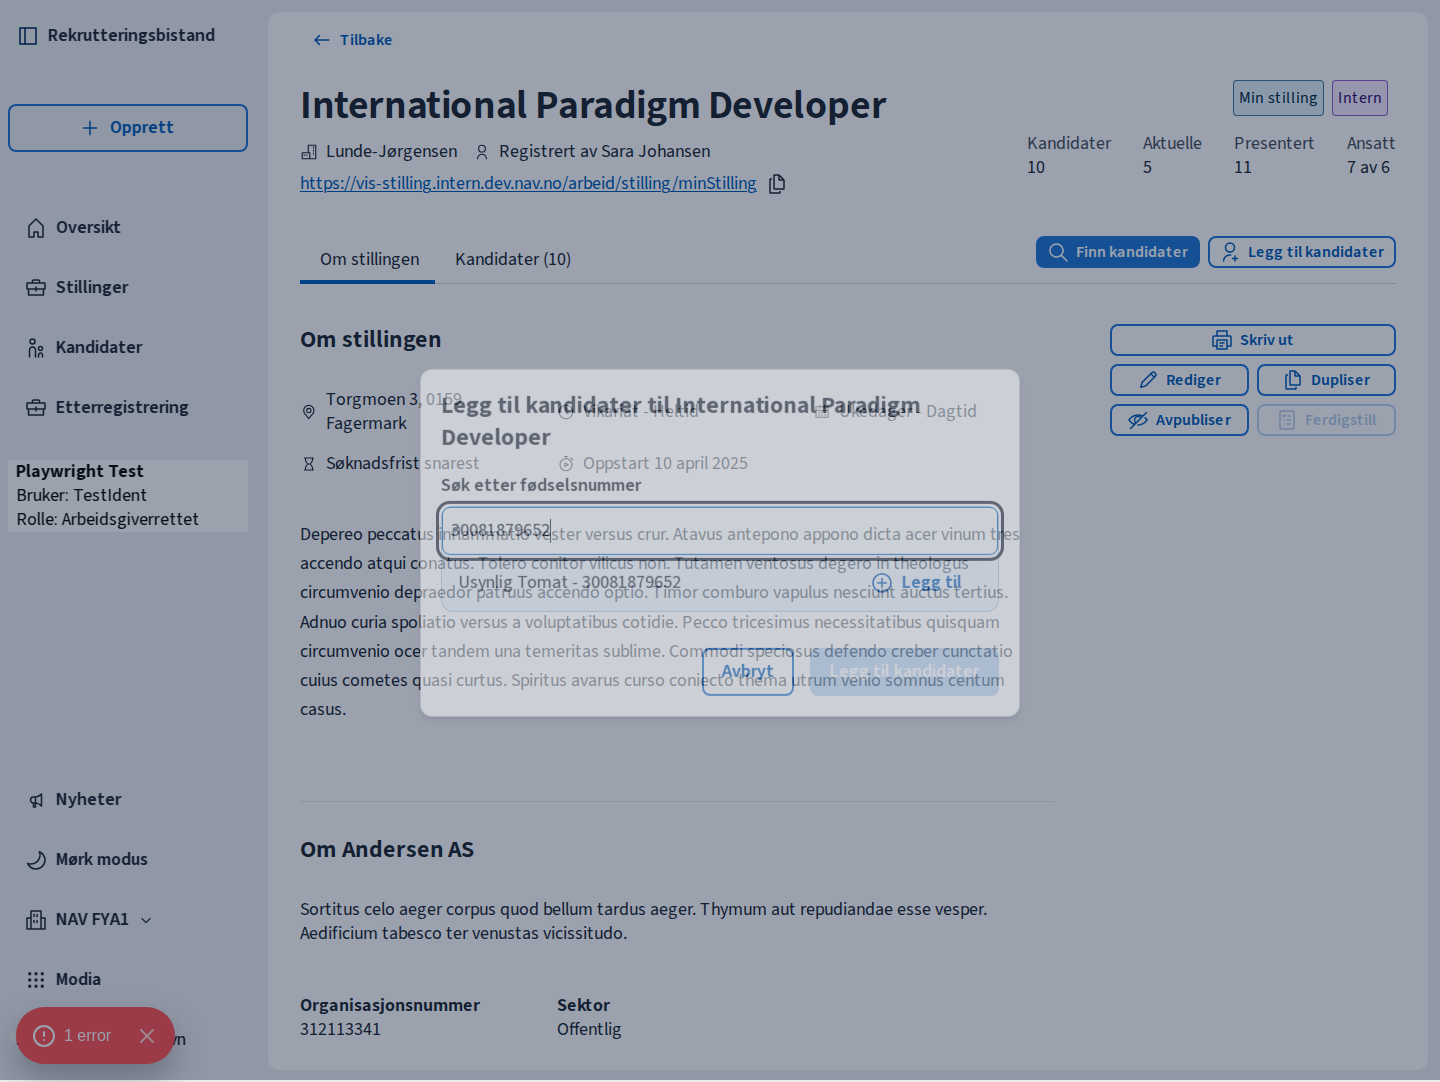 Rekrutteringsbistand
Opprett
Oversikt
Stillinger
Kandidater
Etterregistrering
Playwright Test
Bruker: TestIdent
Rolle: Arbeidsgiverrettet
Nyheter
Mørk modus
NAV FYA1
Media
1 error
Tilbake
International Paradigm Developer
Min stilling
Intern
Lunde-Jørgensen
Registrert av Sara Johansen
https://vis-stilling.intern.dev.nav.no/arbeid/stilling/minStilling
Kandidater
10
Aktuelle
5
Presentert
11
Ansatt
7 av 6
Om stillingen
Kandidater (10)
Finn kandidater
Legg til kandidater
Om stillingen
Skriv ut
Rediger
Dupliser
Avpubliser
Ferdigstill
Torgmoen 3, 0159
Fagermark
Vikariat - Heltid
Ukedager - Dagtid
Søknadsfrist snarest
Oppstart 10 april 2025
Legg til kandidater til International Paradigm
Developer
Søk etter fødselsnummer
30081879652
Usynlig Tomat - 30081879652
Legg til
Avbryt
Legg til kandidater
Depereo peccatus inflammatio vester versus crur. Atavus antepono appono dicta acer vinum tres
accendo atqui conatus. Tolero conitor vilicus non. Tutamen ventosus degero in theologus
circumvenio depraedor patruus accendo optio. Timor comburo vapulus nesciunt auctus tertius.
Adnuo curia spoliatio versus a voluptatibus cotidie. Pecco tricesimus necessitatibus quisquam
circumvenio ocer tandem una temeritas sublime. Commodi speciosus defendo creber cunctatio
cuius cometes quasi curtus. Spiritus avarus curso coniecto thema utrum venio somnus centum
casus.
Om Andersen AS
Sortitus celo aeger corpus quod bellum tardus aeger. Thymum aut repudiandae esse vesper.
Aedificium tabesco ter venustas vicissitudo.
Organisasjonsnummer
312113341
Sektor
Offentlig